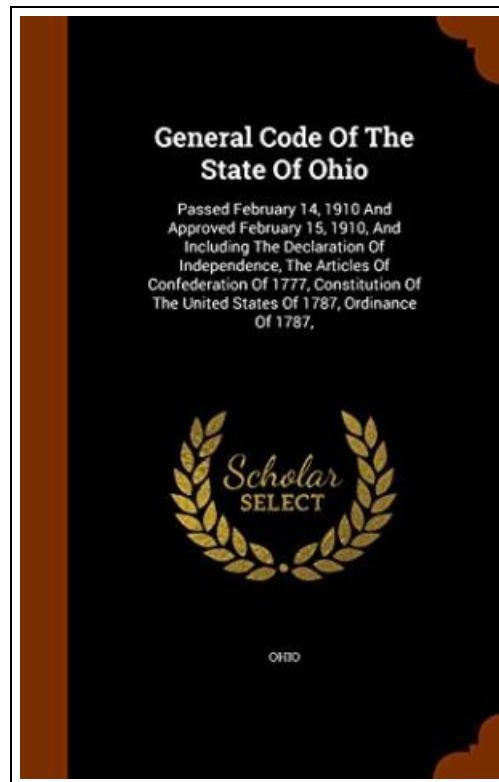 General Code Of The
State Of Ohio
Passed February 14, 1910 And
Approved February 15, 1910, And
Including The Declaration Of
Independence, The Articles Of
Confederation Of 1777, Constitution Of
The United States Of 1787, Ordinance
Of 1787,
Scholar
SELECT
OHIO